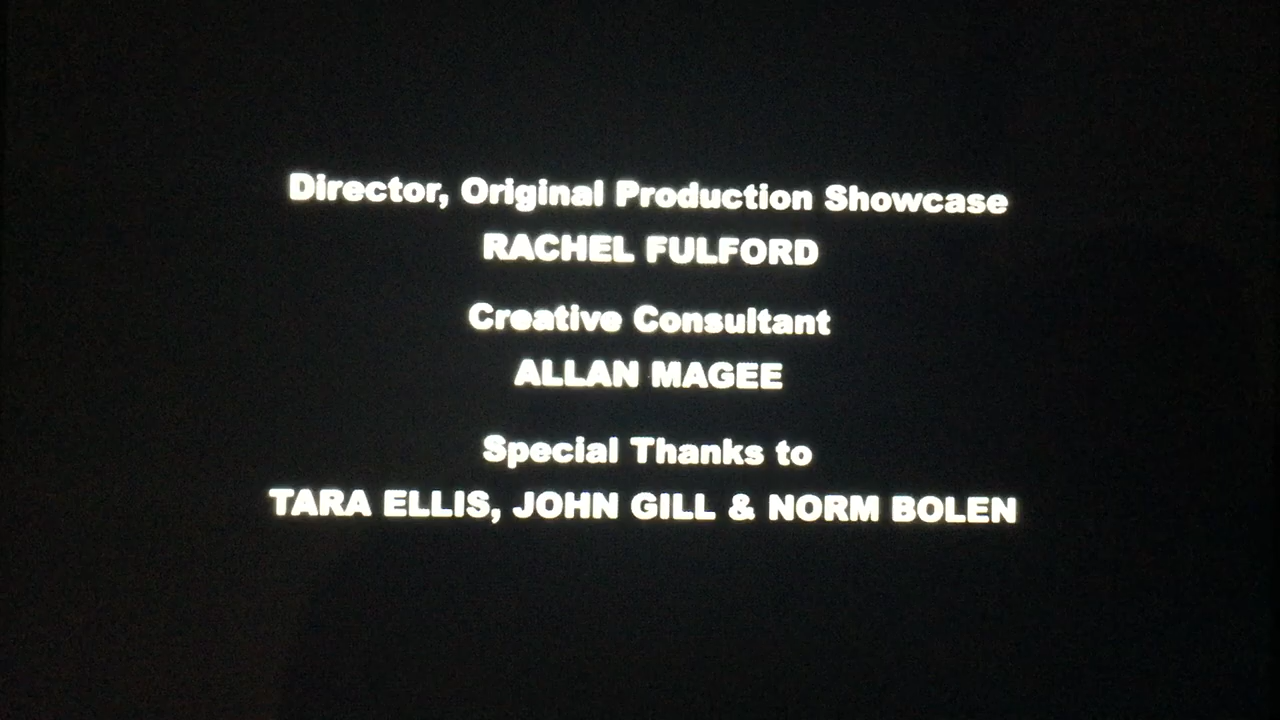 Director, Original Production Showcase
RACHEL FULFORD
Creative Consultant
ALLAN MAGEE
Special Thanks to
TARA ELLIS, JOHN GILL & NORM BOLEN